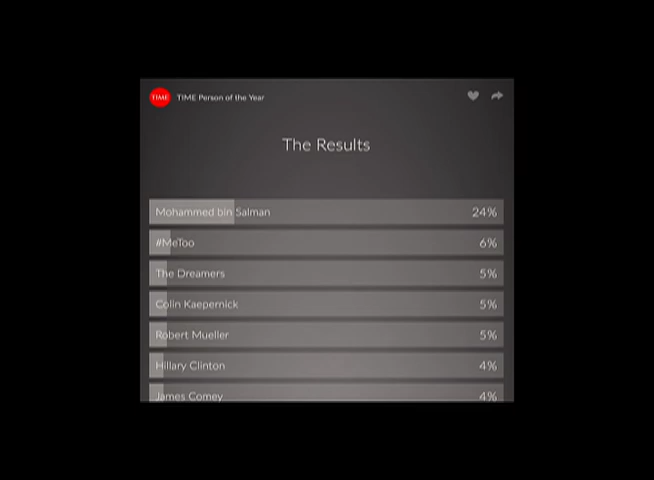 TIME TIME Person of the Year
The Results
Mohammed bin Salman 24%
#MeToo 6%
The Dreamers 5%
Colin Kaepernick 5%
Robert Mueller 5%
Hillary Clinton 4%
James Comey 4%